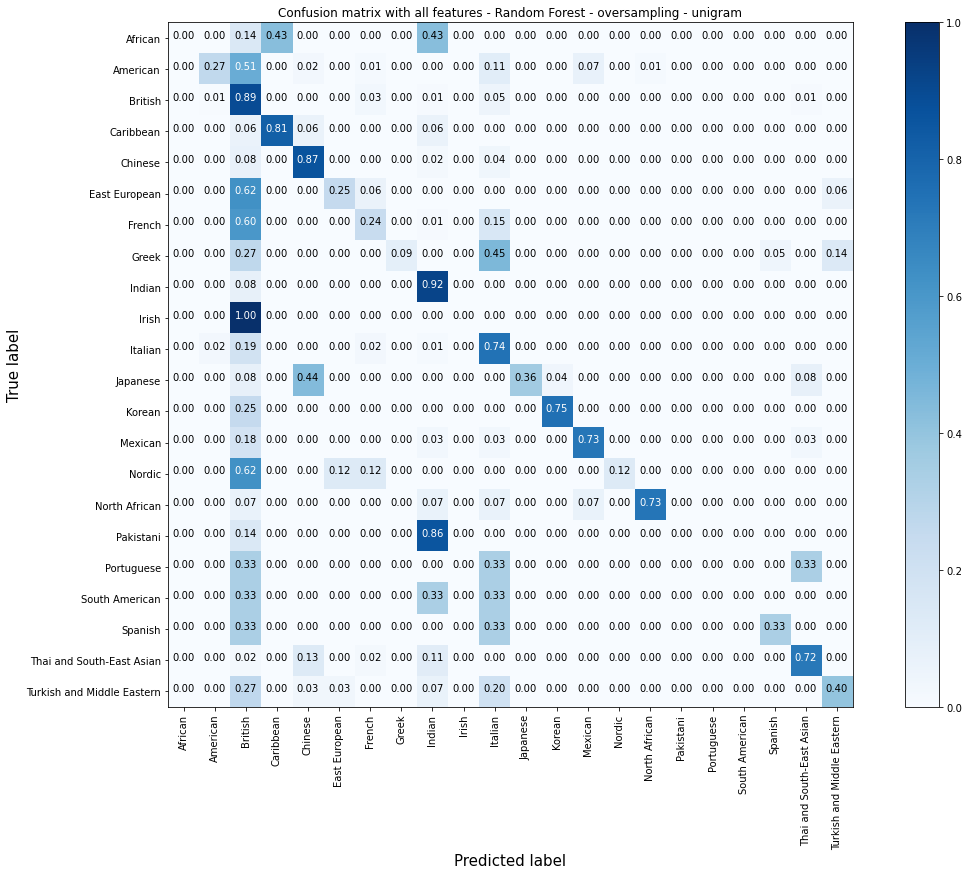 Confusion matrix with all features - Random Forest - oversampling - unigram
African 0.00 0.00 0.14 0.43 0.00 0.00 0.00 0.00 0.43 0.00 0.00 0.00 0.00 0.00 0.00 0.00 0.00 0.00 0.00 0.00 0.00 0.00
American 0.00 0.27 0.51 0.00 0.02 0.00 0.01 0.00 0.00 0.00 0.11 0.00 0.00 0.07 0.00 0.01 0.00 0.00 0.00 0.00 0.00 0.00
British 0.00 0.01 0.89 0.00 0.00 0.00 0.03 0.00 0.01 0.00 0.05 0.00 0.00 0.00 0.00 0.00 0.00 0.00 0.00 0.00 0.01 0.00
Caribbean 0.00 0.00 0.06 0.81 0.06 0.00 0.00 0.00 0.06 0.00 0.00 0.00 0.00 0.00 0.00 0.00 0.00 0.00 0.00 0.00 0.00 0.00
Chinese 0.00 0.00 0.08 0.00 0.87 0.00 0.00 0.00 0.02 0.00 0.04 0.00 0.00 0.00 0.00 0.00 0.00 0.00 0.00 0.00 0.00 0.00
East European 0.00 0.00 0.62 0.00 0.00 0.25 0.06 0.00 0.00 0.00 0.00 0.00 0.00 0.00 0.00 0.00 0.00 0.00 0.00 0.00 0.00 0.06
French 0.00 0.00 0.60 0.00 0.00 0.00 0.24 0.00 0.01 0.00 0.15 0.00 0.00 0.00 0.00 0.00 0.00 0.00 0.00 0.00 0.00 0.00
Greek 0.00 0.00 0.27 0.00 0.00 0.00 0.00 0.09 0.00 0.00 0.45 0.00 0.00 0.00 0.00 0.00 0.00 0.00 0.00 0.05 0.00 0.14
Indian 0.00 0.00 0.08 0.00 0.00 0.00 0.00 0.00 0.92 0.00 0.00 0.00 0.00 0.00 0.00 0.00 0.00 0.00 0.00 0.00 0.00 0.00
Irish 0.00 0.00 1.00 0.00 0.00 0.00 0.00 0.00 0.00 0.00 0.00 0.00 0.00 0.00 0.00 0.00 0.00 0.00 0.00 0.00 0.00 0.00
Italian 0.00 0.02 0.19 0.00 0.00 0.00 0.02 0.00 0.01 0.00 0.74 0.00 0.00 0.00 0.00 0.00 0.00 0.00 0.00 0.00 0.00 0.00
Japanese 0.00 0.00 0.08 0.00 0.44 0.00 0.00 0.00 0.00 0.00 0.00 0.36 0.04 0.00 0.00 0.00 0.00 0.00 0.00 0.00 0.08 0.00
Korean 0.00 0.00 0.25 0.00 0.00 0.00 0.00 0.00 0.00 0.00 0.00 0.00 0.75 0.00 0.00 0.00 0.00 0.00 0.00 0.00 0.00 0.00
Mexican 0.00 0.00 0.18 0.00 0.00 0.00 0.00 0.00 0.03 0.00 0.03 0.00 0.00 0.73 0.00 0.00 0.00 0.00 0.00 0.00 0.03 0.00
Nordic 0.00 0.00 0.62 0.00 0.00 0.12 0.12 0.00 0.00 0.00 0.00 0.00 0.00 0.00 0.12 0.00 0.00 0.00 0.00 0.00 0.00 0.00
North African 0.00 0.00 0.07 0.00 0.00 0.00 0.00 0.00 0.07 0.00 0.07 0.00 0.00 0.07 0.00 0.73 0.00 0.00 0.00 0.00 0.00 0.00
Pakistani 0.00 0.00 0.14 0.00 0.00 0.00 0.00 0.00 0.86 0.00 0.00 0.00 0.00 0.00 0.00 0.00 0.00 0.00 0.00 0.00 0.00 0.00
Portuguese 0.00 0.00 0.33 0.00 0.00 0.00 0.00 0.00 0.00 0.00 0.33 0.00 0.00 0.00 0.00 0.00 0.00 0.00 0.00 0.00 0.33 0.00
South American 0.00 0.00 0.33 0.00 0.00 0.00 0.00 0.00 0.33 0.00 0.33 0.00 0.00 0.00 0.00 0.00 0.00 0.00 0.00 0.00 0.00 0.00
Spanish 0.00 0.00 0.33 0.00 0.00 0.00 0.00 0.00 0.00 0.00 0.33 0.00 0.00 0.00 0.00 0.00 0.00 0.00 0.00 0.33 0.00 0.00
Thai and South-East Asian 0.00 0.00 0.02 0.00 0.13 0.00 0.02 0.00 0.11 0.00 0.00 0.00 0.00 0.00 0.00 0.00 0.00 0.00 0.00 0.00 0.72 0.00
Turkish and Middle Eastern 0.00 0.00 0.27 0.00 0.03 0.03 0.00 0.00 0.07 0.00 0.20 0.00 0.00 0.00 0.00 0.00 0.00 0.00 0.00 0.00 0.00 0.40
True label
African
American
British
Caribbean
Chinese
East European
French
Greek
Indian
Irish
Italian
Japanese
Korean
Mexican
Nordic
North African
Pakistani
Portuguese
South American
Spanish
Thai and South-East Asian
Turkish and Middle Eastern
Predicted label
1.0
0.8
0.6
0.4
0.2
0.0